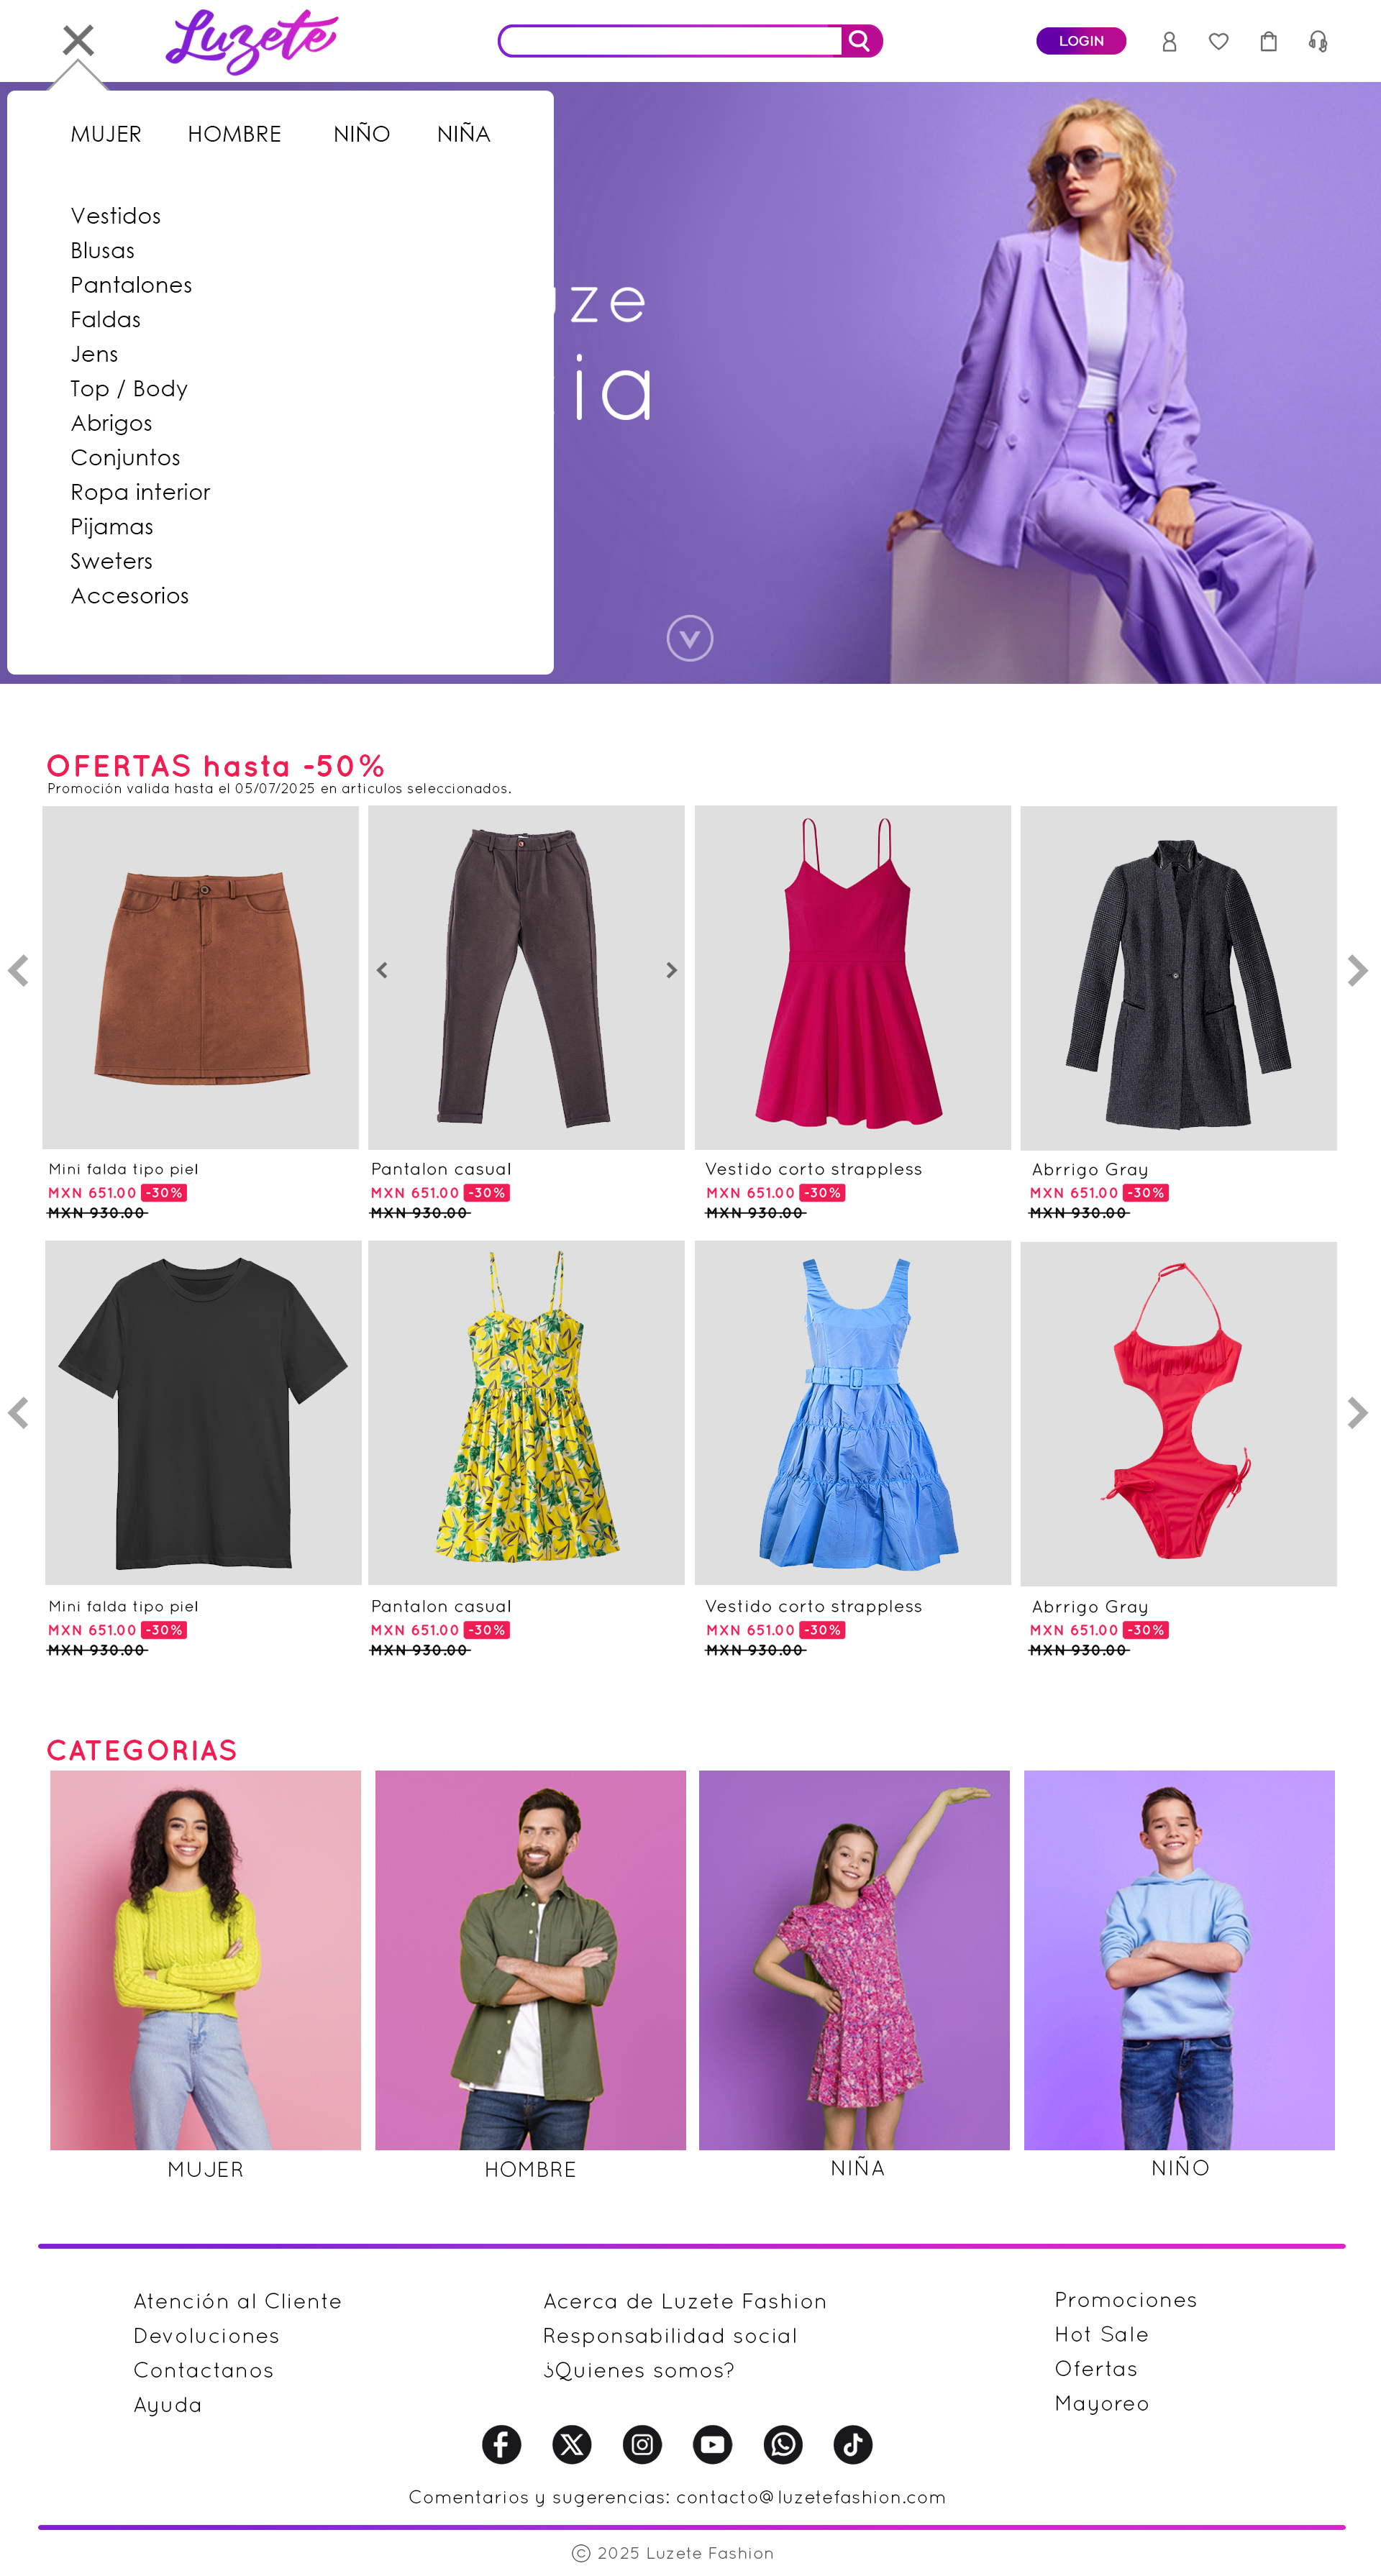 Luzete
LOGIN
MUJER HOMBRE NIÑO NIÑA
Vestidos
Blusas
Pantalones
Faldas
Jens
Top / Body
Abrigos
Conjuntos
Ropa interior
Pijamas
Sweters
Accesorios
uze
ia
OFERTAS hasta -50%
Promoción valida hasta el 05/07/2025 en articulos seleccionados.
Mini falda tipo piel
MXN 651.00 -30%
MXN 930.00
Pantalon casual
MXN 651.00 -30%
MXN 930.00
Vestido corto strappless
MXN 651.00 -30%
MXN 930.00
Abrrigo Gray
MXN 651.00 -30%
MXN 930.00
Mini falda tipo piel
MXN 651.00 -30%
MXN 930.00
Pantalon casual
MXN 651.00 -30%
MXN 930.00
Vestido corto strappless
MXN 651.00 -30%
MXN 930.00
Abrrigo Gray
MXN 651.00 -30%
MXN 930.00
CATEGORIAS
MUJER
HOMBRE
NIÑA
NIÑO
Atención al Cliente
Devoluciones
Contactanos
Ayuda
Acerca de Luzete Fashion
Responsabilidad social
¿Quienes somos?
Promociones
Hot Sale
Ofertas
Mayoreo
Comentarios y sugerencias: contacto@luzetefashion.com
© 2025 Luzete Fashion